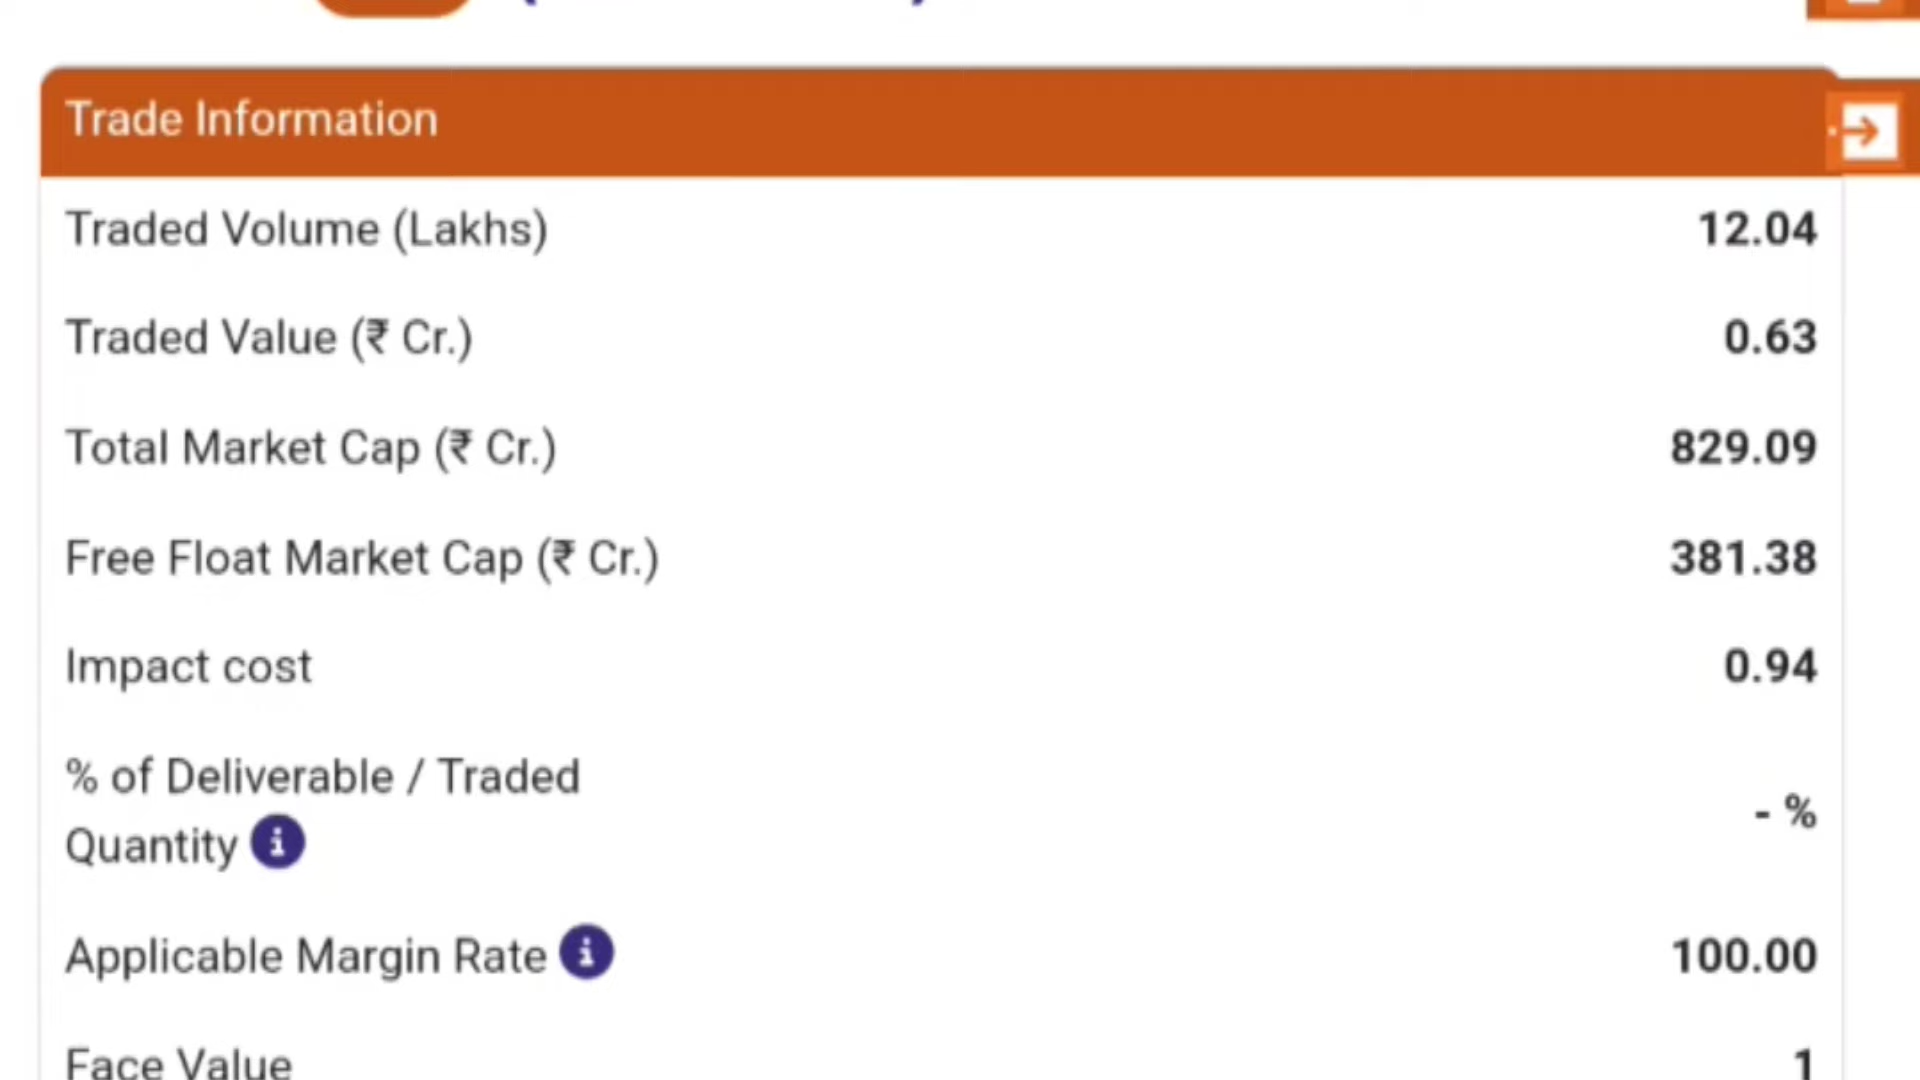 Trade Information
Traded Volume (Lakhs) 12.04
Traded Value (₹ Cr.) 0.63
Total Market Cap (₹ Cr.) 829.09
Free Float Market Cap (₹ Cr.) 381.38
Impact cost 0.94
% of Deliverable / Traded
Quantity - %
Applicable Margin Rate 100.00
Face Value 1